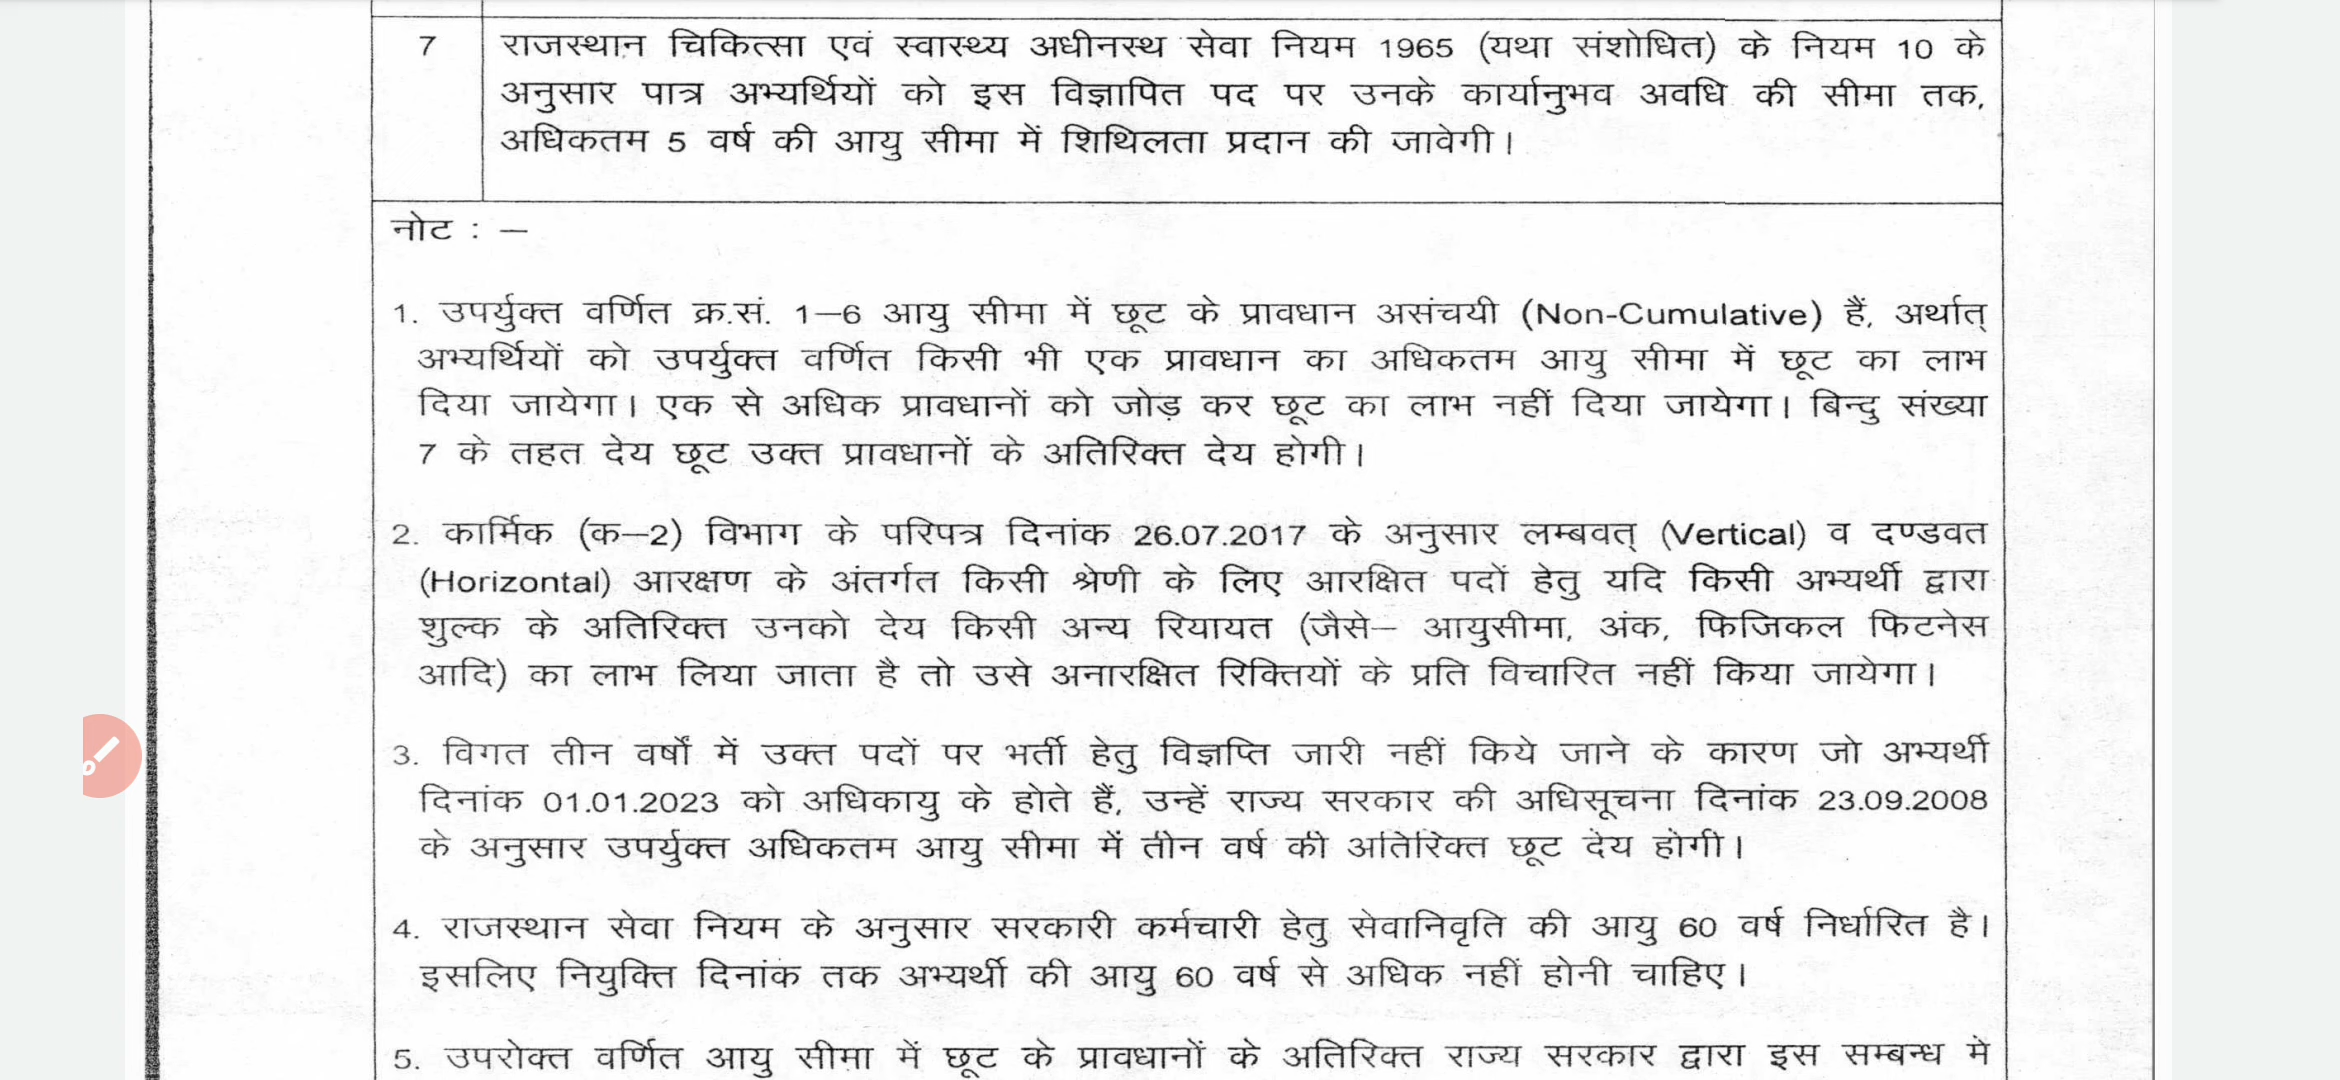 7 राजस्थान चिकित्सा एवं स्वास्थ्य अधीनस्थ सेवा नियम 1965 (यथा संशोधित) के नियम 10 के
अनुसार पात्र अभ्यर्थियों को इस विज्ञापित पद पर उनके कार्यानुभव अवधि की सीमा तक,
अधिकतम 5 वर्ष की आयु सीमा में शिथिलता प्रदान की जावेगी।
नोट : –
1. उपर्युक्त वर्णित क्र.सं. 1–6 आयु सीमा में छूट के प्रावधान असंचयी (Non-Cumulative) हैं, अर्थात्
अभ्यर्थियों को उपर्युक्त वर्णित किसी भी एक प्रावधान का अधिकतम आयु सीमा में छूट का लाभ
दिया जायेगा। एक से अधिक प्रावधानों को जोड़ कर छूट का लाभ नहीं दिया जायेगा। बिन्दु संख्या
7 के तहत देय छूट उक्त प्रावधानों के अतिरिक्त देय होगी।
2. कार्मिक (क–2) विभाग के परिपत्र दिनांक 26.07.2017 के अनुसार लम्बवत् (Vertical) व दण्डवत
(Horizontal) आरक्षण के अंतर्गत किसी श्रेणी के लिए आरक्षित पदों हेतु यदि किसी अभ्यर्थी द्वारा
शुल्क के अतिरिक्त उनको देय किसी अन्य रियायत (जैसे– आयुसीमा, अंक, फिजिकल फिटनेस
आदि) का लाभ लिया जाता है तो उसे अनारक्षित रिक्तियों के प्रति विचारित नहीं किया जायेगा।
3. विगत तीन वर्षों में उक्त पदों पर भर्ती हेतु विज्ञप्ति जारी नहीं किये जाने के कारण जो अभ्यर्थी
दिनांक 01.01.2023 को अधिकायु के होते हैं, उन्हें राज्य सरकार की अधिसूचना दिनांक 23.09.2008
के अनुसार उपर्युक्त अधिकतम आयु सीमा में तीन वर्ष की अतिरिक्त छूट देय होगी।
4. राजस्थान सेवा नियम के अनुसार सरकारी कर्मचारी हेतु सेवानिवृति की आयु 60 वर्ष निर्धारित है।
इसलिए नियुक्ति दिनांक तक अभ्यर्थी की आयु 60 वर्ष से अधिक नहीं होनी चाहिए।
5. उपरोक्त वर्णित आयु सीमा में छूट के प्रावधानों के अतिरिक्त राज्य सरकार द्वारा इस सम्बन्ध मे